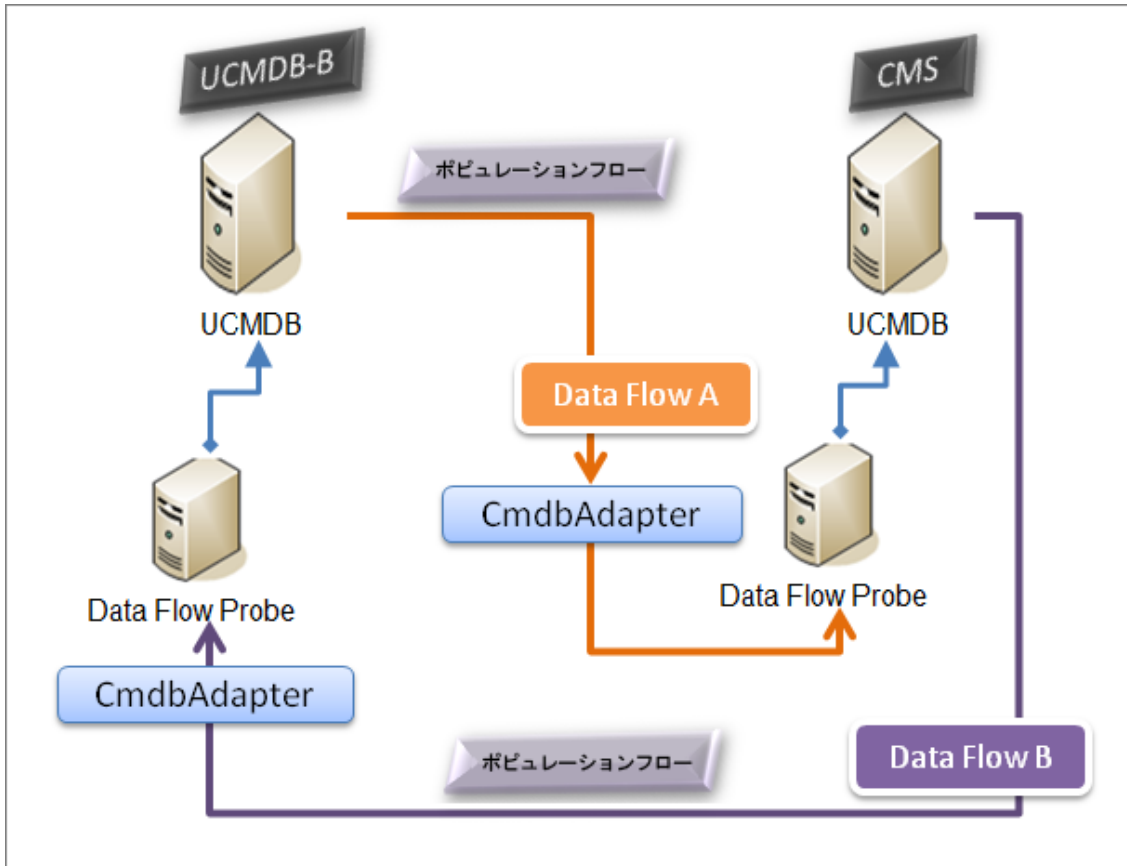 UCMDB-B
CMS
ポピュレーションフロー
UCMDB
UCMDB
Data Flow A
CmdbAdapter
Data Flow Probe
Data Flow Probe
CmdbAdapter
ポピュレーションフロー
Data Flow B